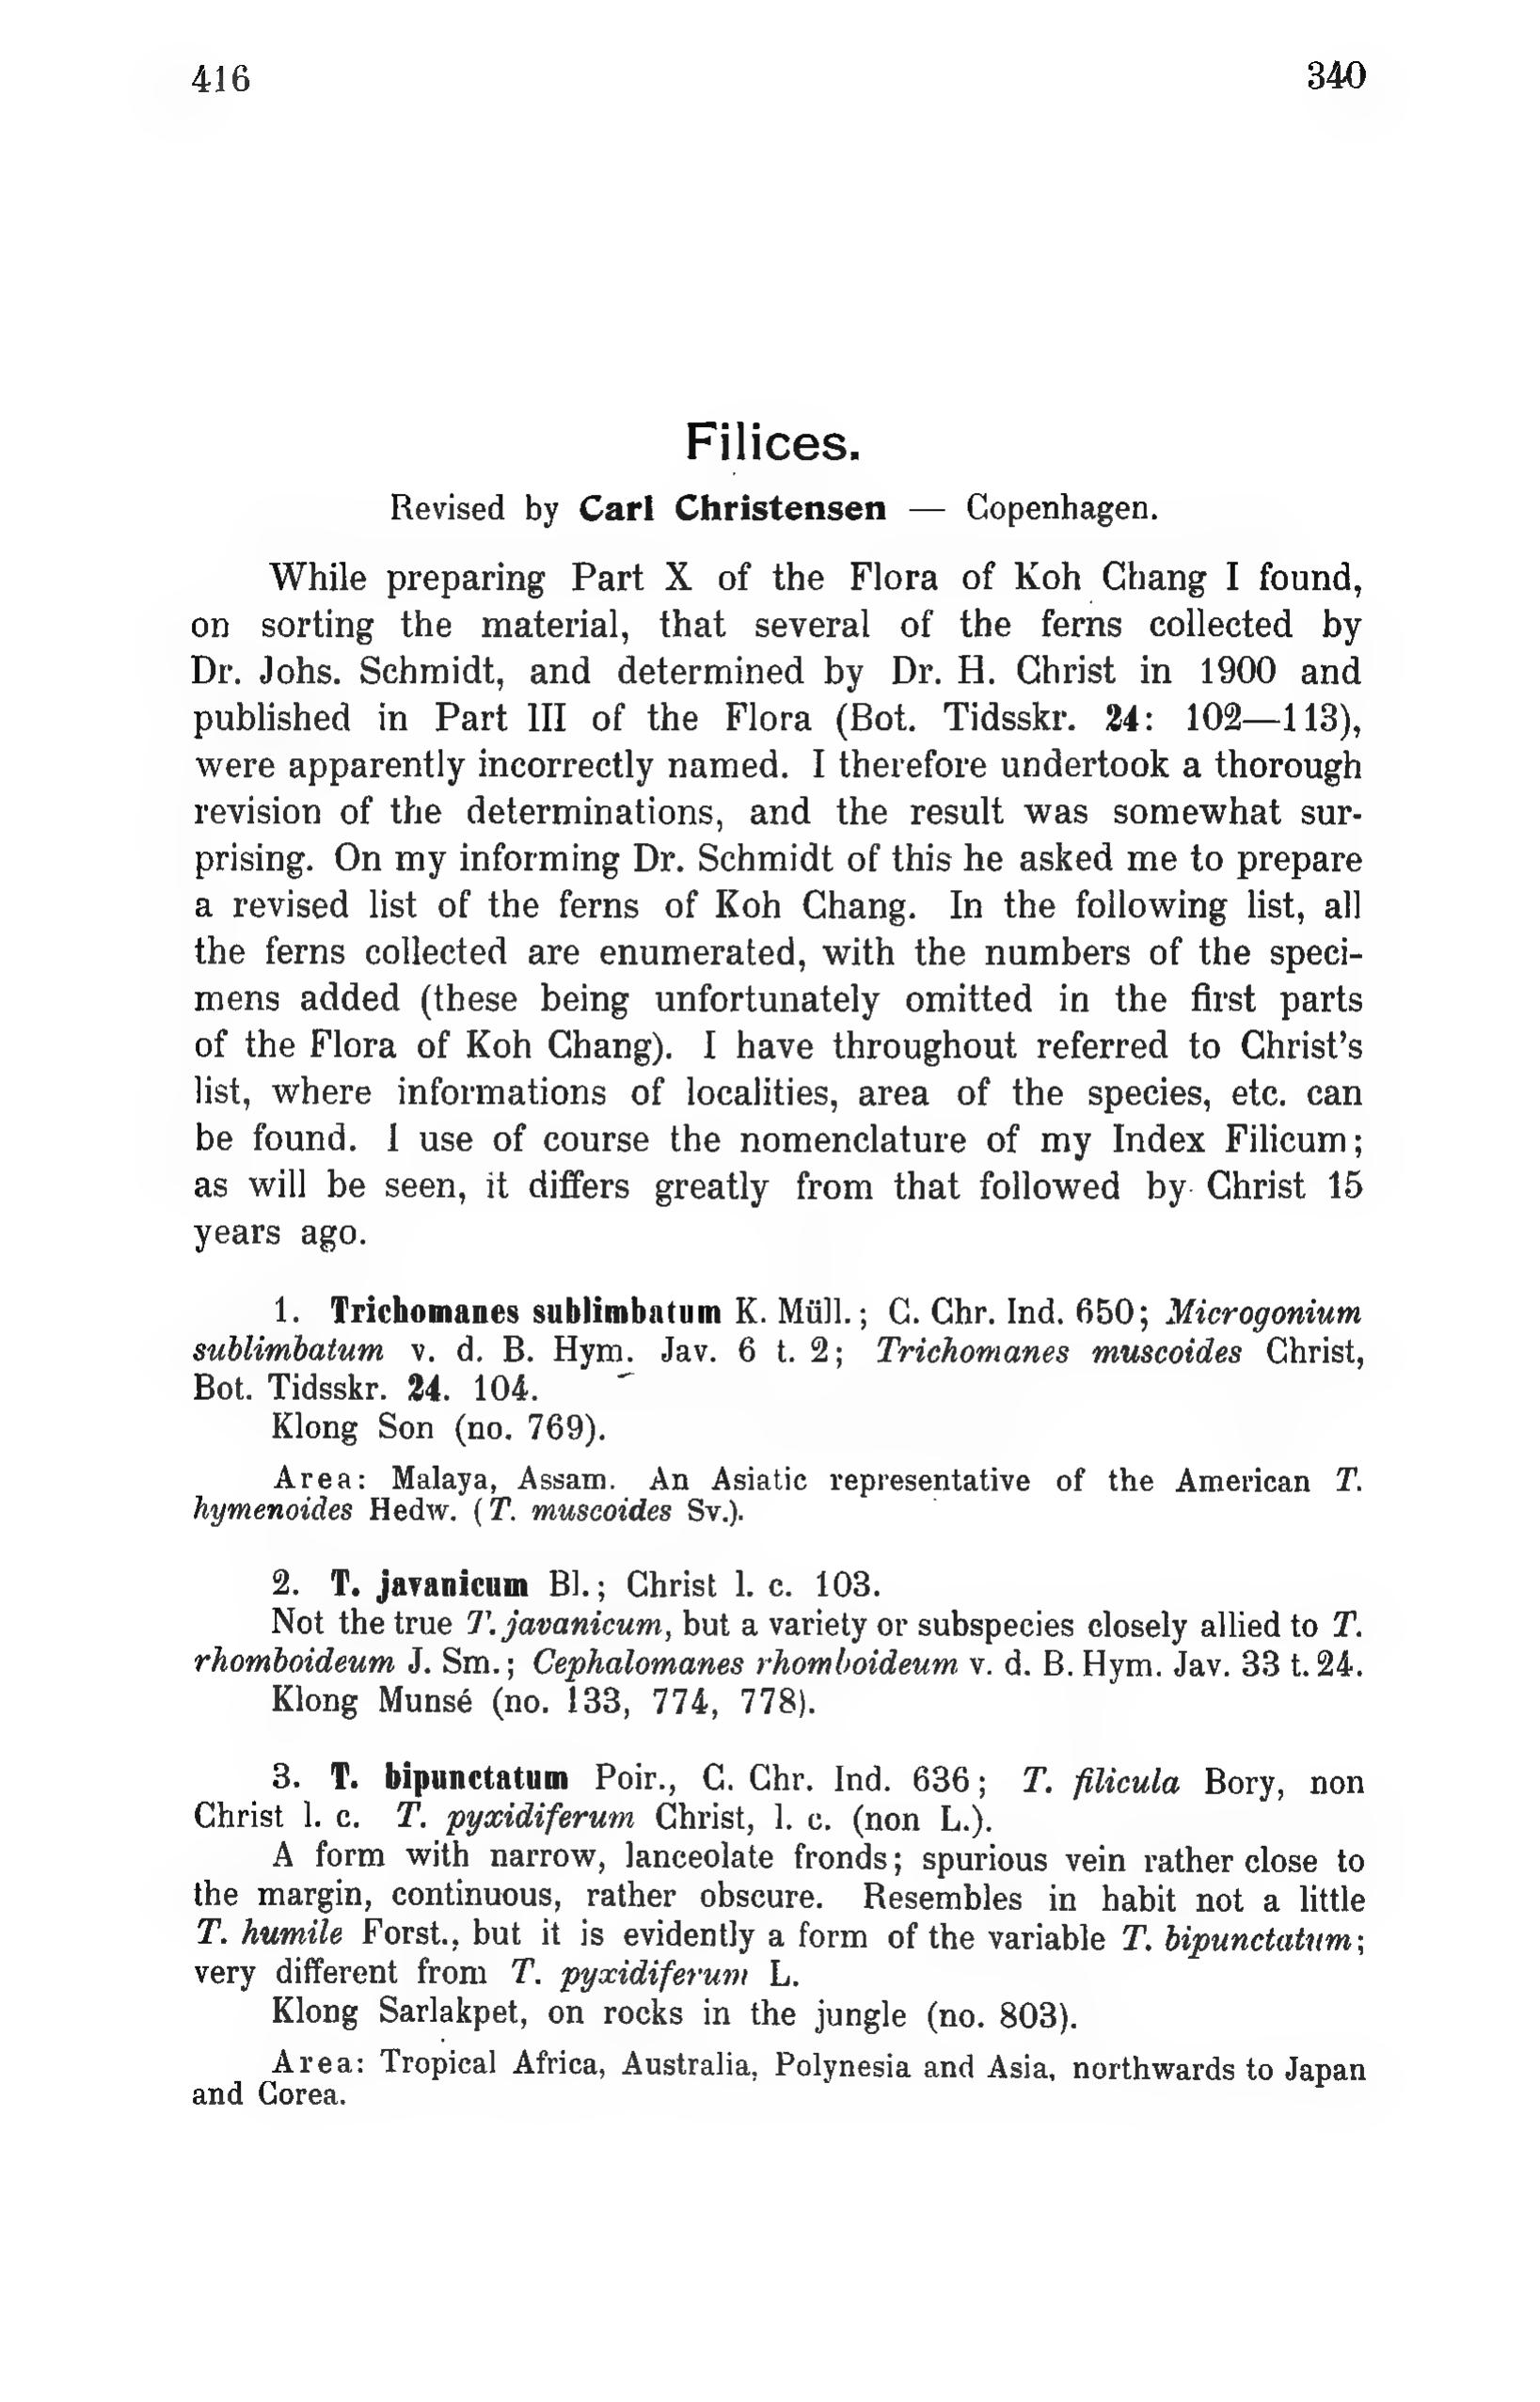 416 340
Filices.
Revised by Carl Christensen — Copenhagen.
While preparing Part X of the Flora of Koh Chang I found,
on sorting the material, that several of the ferns collected by
Dr. Johs. Schmidt, and determined by Dr. H. Christ in 1900 and
published in Part III of the Flora (Bot. Tidsskr. 24: 102—113),
were apparently incorrectly named. I therefore undertook a thorough
revision of the determinations, and the result was somewhat sur-
prising. On my informing Dr. Schmidt of this he asked me to prepare
a revised list of the ferns of Koh Chang. In the following list, all
the ferns collected are enumerated, with the numbers of the speci-
mens added (these being unfortunately omitted in the first parts
of the Flora of Koh Chang). I have throughout referred to Christ's
list, where informations of localities, area of the species, etc. can
be found. I use of course the nomenclature of my Index Filicum;
as will be seen, it differs greatly from that followed by Christ 15
years ago.
1. Trichomanes sublimbatum K. Müll.; C. Chr. Ind. 650; Microgonium
sublimbatum v. d. B. Hym. Jav. 6 t. 2; Trichomanes muscoides Christ,
Bot. Tidsskr. 24. 104.
Klong Son (no. 769).
Area: Malaya, Assam. An Asiatic representative of the American T.
hymenoides Hedw. (T. muscoides Sv.).
2. T. javanicum Bl.; Christ l. c. 103.
Not the true T. javanicum, but a variety or subspecies closely allied to T.
rhomboideum J. Sm.; Cephalomanes rhomboideum v. d. B. Hym. Jav. 33 t. 24.
Klong Munsé (no. 133, 774, 778).
3. T. bipunctatum Poir., C. Chr. Ind. 636; T. filicula Bory, non
Christ l. c. T. pyxidiferum Christ, l. c. (non L.).
A form with narrow, lanceolate fronds; spurious vein rather close to
the margin, continuous, rather obscure. Resembles in habit not a little
T. humile Forst., but it is evidently a form of the variable T. bipunctatum;
very different from T. pyxidiferum L.
Klong Sarlakpet, on rocks in the jungle (no. 803).
Area: Tropical Africa, Australia, Polynesia and Asia, northwards to Japan
and Corea.